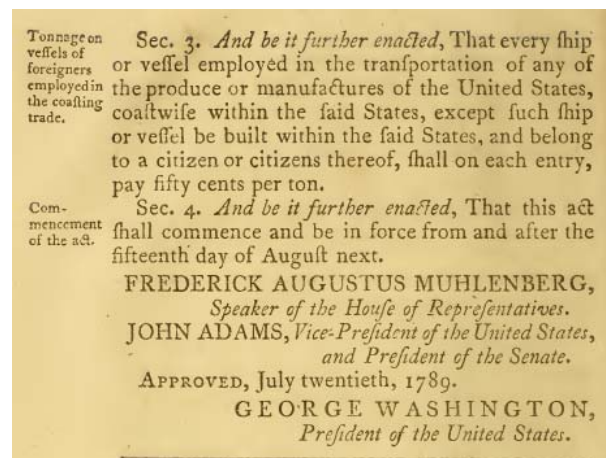 Tonnage on
veſſels of
foreigners
employed in
the coaſting
trade.
Sec. 3. And be it further enacted, That every ſhip
or veſſel employed in the tranſportation of any of
the produce or manufactures of the United States,
coaſtwiſe within the ſaid States, except ſuch ſhip
or veſſel be built within the ſaid States, and belong
to a citizen or citizens thereof, ſhall on each entry,
pay fifty cents per ton.
Com-
mencement
of the act.
Sec. 4. And be it further enacted, That this act
ſhall commence and be in force from and after the
fifteenth day of Auguſt next.
FREDERICK AUGUSTUS MUHLENBERG,
Speaker of the Houſe of Repreſentatives.
JOHN ADAMS, Vice-Preſident of the United States,
and Preſident of the Senate.
APPROVED, July twentieth, 1789.
GEORGE WASHINGTON,
Preſident of the United States.